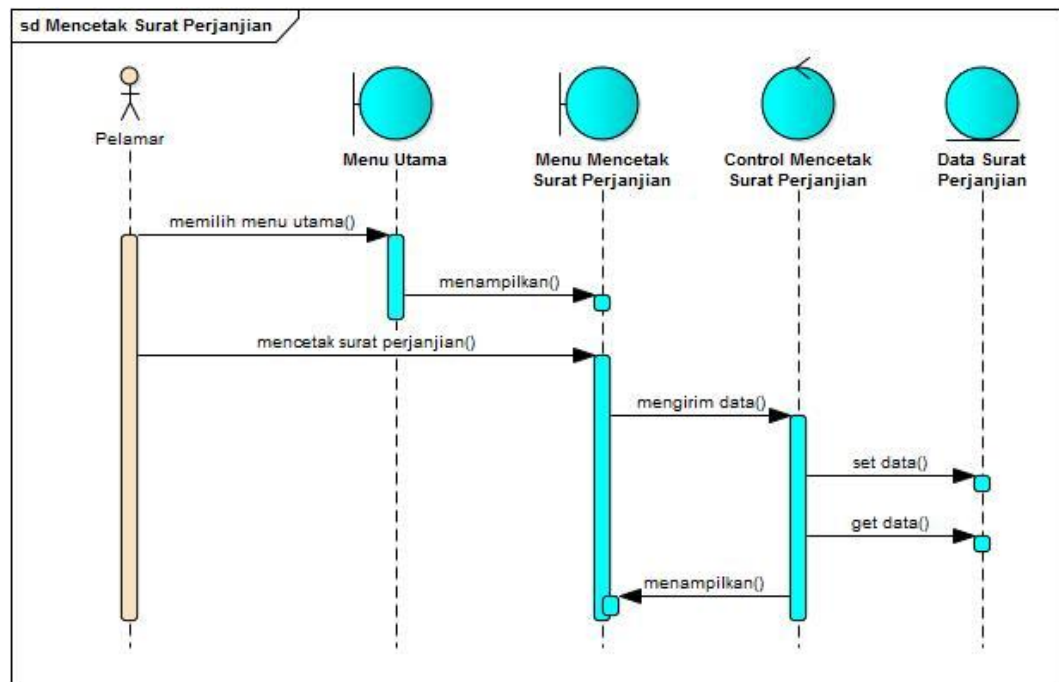 sd Mencetak Surat Perjanjian
Pelamar
Menu Utama
Menu Mencetak
Surat Perjanjian
Control Mencetak
Surat Perjanjian
Data Surat
Perjanjian
memilih menu utama()
menampilkan()
mencetak surat perjanjian()
mengirim data()
set data()
get data()
menampilkan()